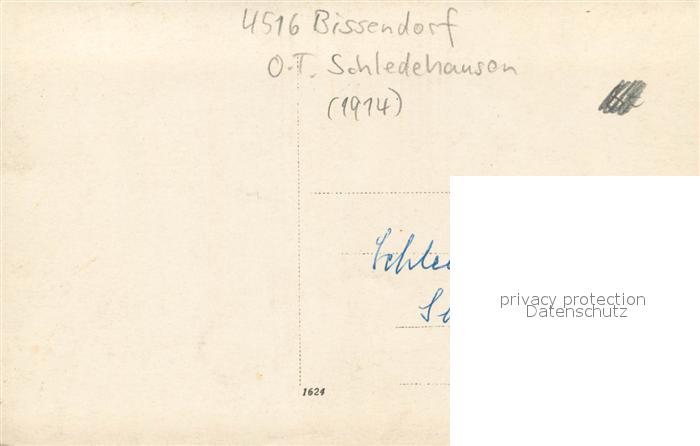 4516 Bissendorf
O.T. Schledehausen
(1914)
privacy protection
Datenschutz
1624